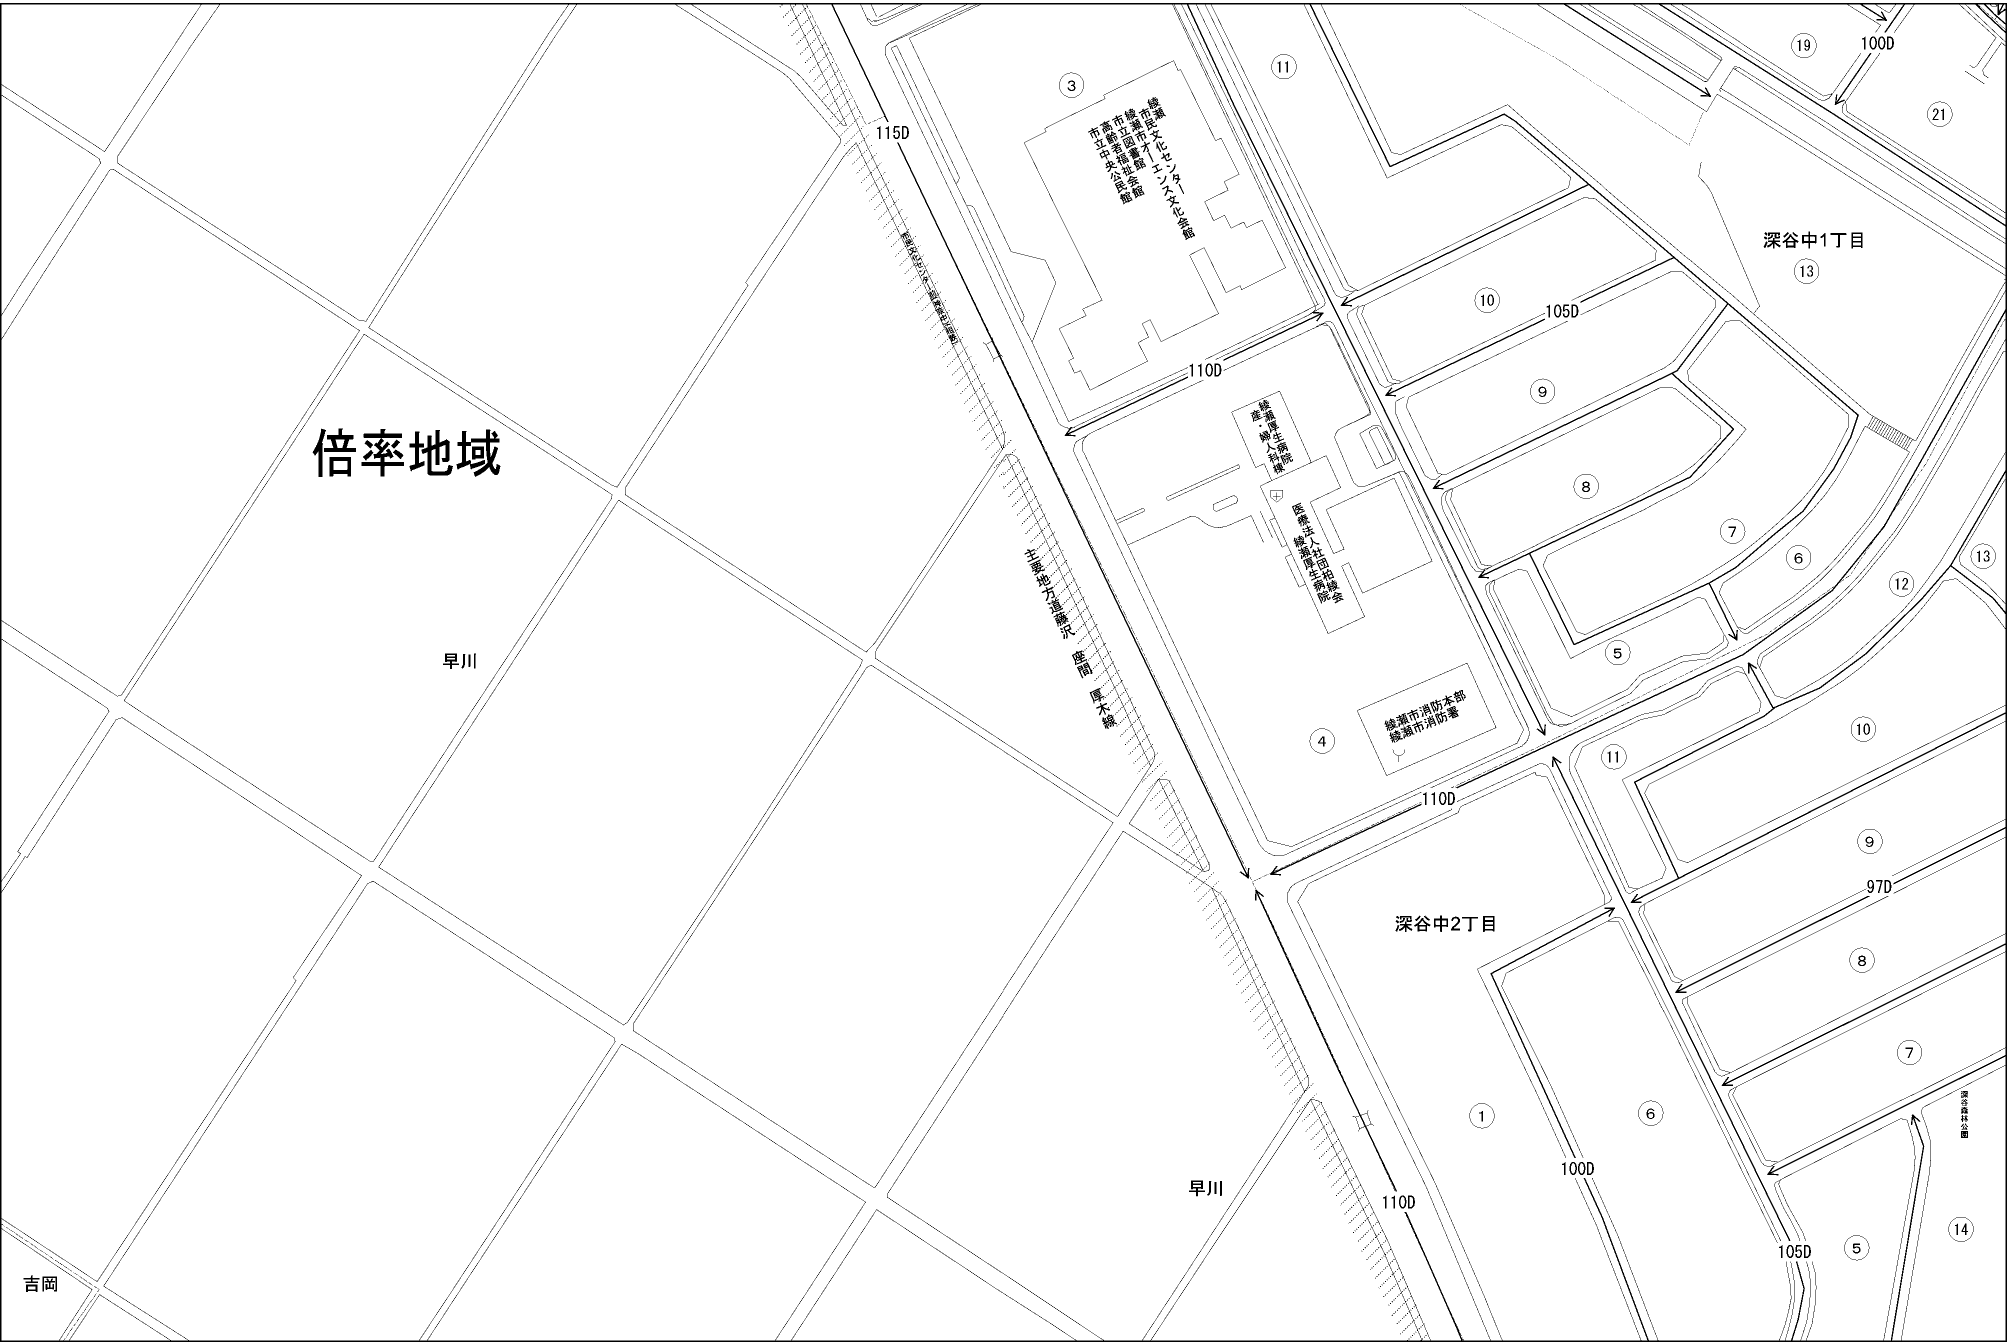 ⑲
100D
③
⑪
㉑
115D
綾瀬市民文化センター
綾瀬市オーエンス文化会館
市立図書館
高齢者福祉会館
市立中央公民館
深谷中1丁目
⑬
⑩
105D
110D
⑨
綾瀬厚生病院
産・婦人科棟
倍率地域
⑧
医療法人社団柏綾会
綾瀬厚生病院
⑦
⑥
⑬
⑫
主要地方道藤沢 座間 厚木線
⑤
早川
綾瀬市消防本部
綾瀬市消防署
④
⑩
⑪
110D
⑨
97D
深谷中2丁目
⑧
⑦
深谷森林公園
①
⑥
100D
早川
110D
⑭
105D
⑤
吉岡